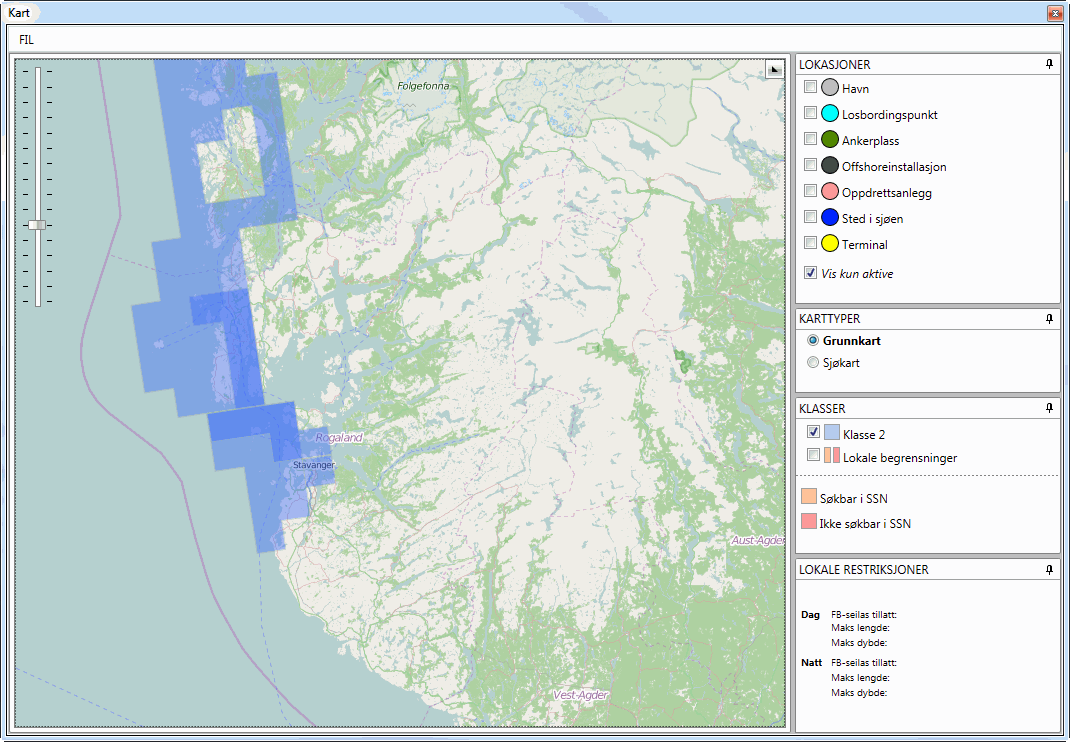 Kart
FIL
Folgefonna
Rogaland
Stavanger
Aust-Agder
Vest-Agder
LOKASJONER
Havn
Losbordingspunkt
Ankerplass
Offshoreinstallasjon
Oppdrettsanlegg
Sted i sjøen
Terminal
Vis kun aktive
KARTTYPER
Grunnkart
Sjøkart
KLASSER
Klasse 2
Lokale begrensninger
Søkbar i SSN
Ikke søkbar i SSN
LOKALE RESTRIKSJONER
Dag FB-seilas tillatt:
Maks lengde:
Maks dybde:
Natt FB-seilas tillatt:
Maks lengde:
Maks dybde: